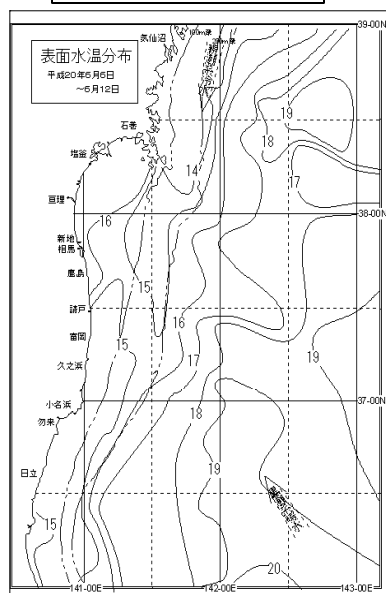 表面水温分布
平成20年6月6日
～6月12日
気仙沼
39-00N
石巻
塩釜
亘理
38-00N
新地
相馬
鹿島
請戸
富岡
久之浜
小名浜
37-00N
勿来
日立
19
18
17
14
16
15
16
15
17
19
18
19
15
20
141-00E
142-00E
143-00E